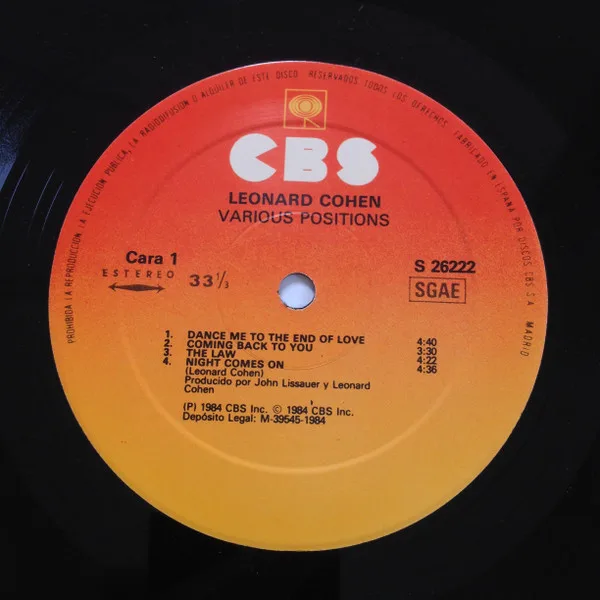 PROHIBIDA LA REPRODUCCION, LA EJECUCION PUBLICA, LA RADIODIFUSION O ALQUILER DE ESTE DISCO RESERVADOS TODOS LOS DERECHOS FABRICADO EN ESPAÑA POR DISCOS CBS S.A. MADRID
CBS
LEONARD COHEN
VARIOUS POSITIONS
Cara 1
S 26222
ESTEREO
33 1/3
SGAE
1. DANCE ME TO THE END OF LOVE 4:40
2. COMING BACK TO YOU 3:30
3. THE LAW 4:22
4. NIGHT COMES ON 4:36
(Leonard Cohen)
Producido por John Lissauer y Leonard
Cohen
(P) 1984 CBS Inc. © 1984 CBS Inc.
Depósito Legal: M-39545-1984